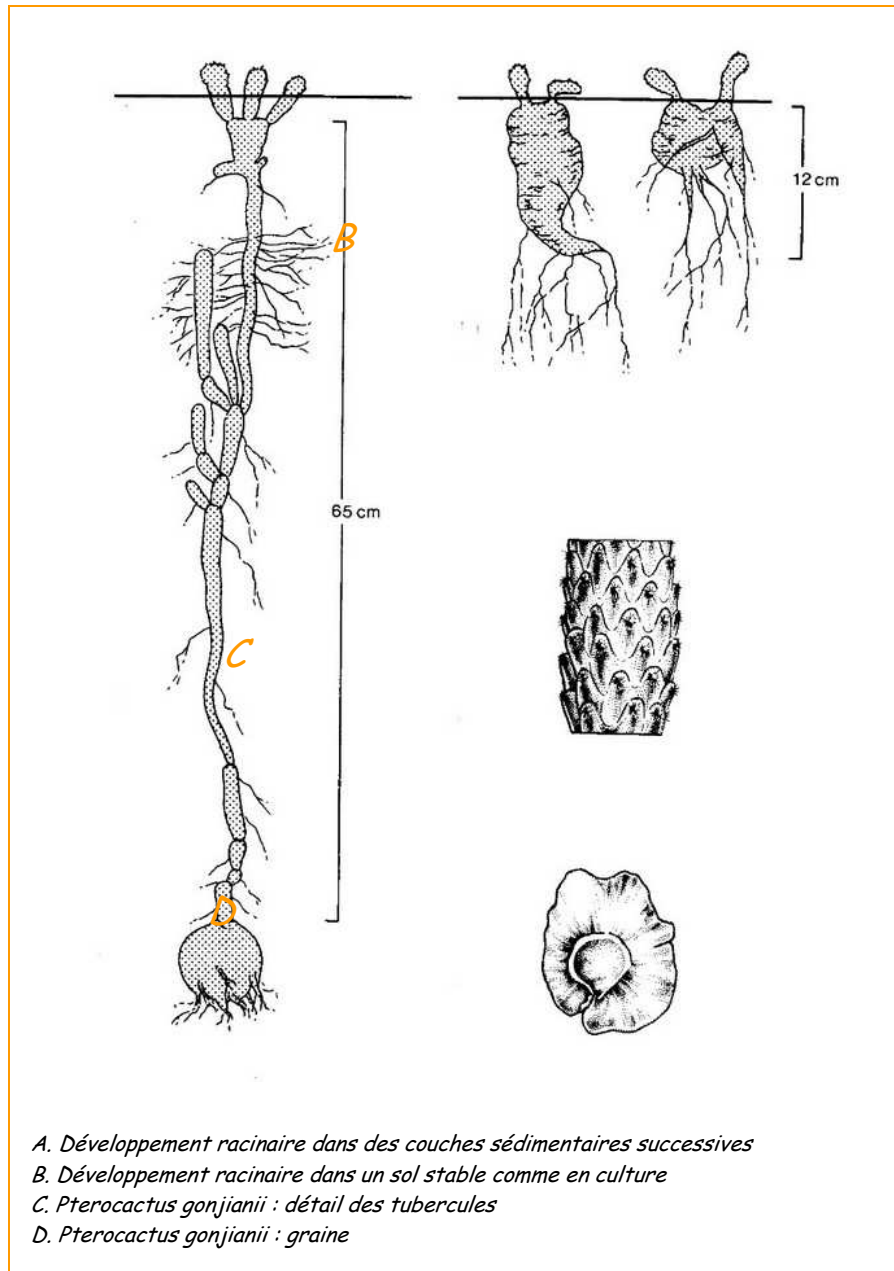 B
12 cm
65 cm
C
D
A. Développement racinaire dans des couches sédimentaires successives
B. Développement racinaire dans un sol stable comme en culture
C. Pterocactus gonjianii : détail des tubercules
D. Pterocactus gonjianii : graine